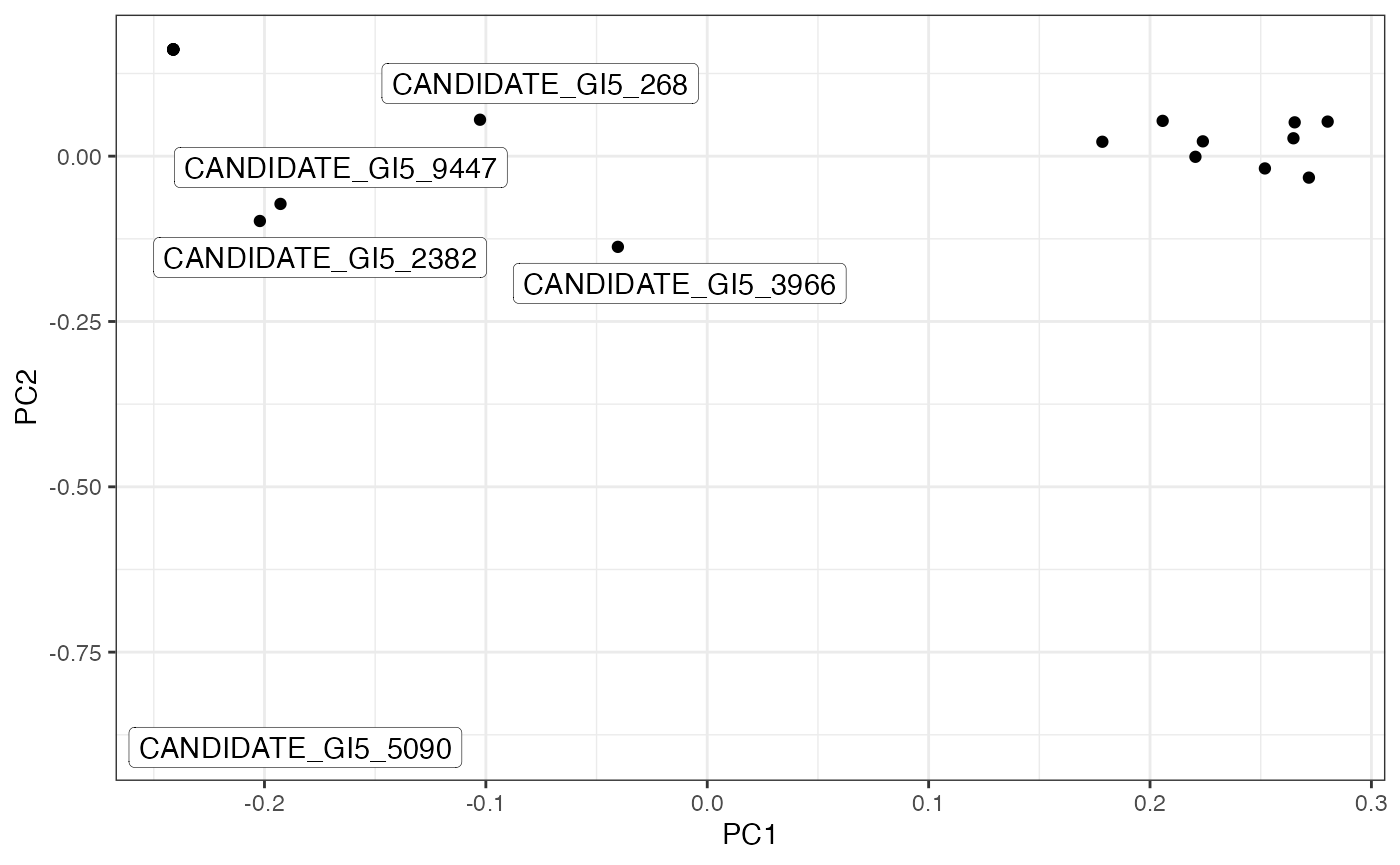 CANDIDATE_GI5_268
0.00
CANDIDATE_GI5_9447
CANDIDATE_GI5_2382
CANDIDATE_GI5_3966
-0.25
PC2
-0.50
-0.75
CANDIDATE_GI5_5090
-0.2
-0.1
0.0
0.1
0.2
0.3
PC1